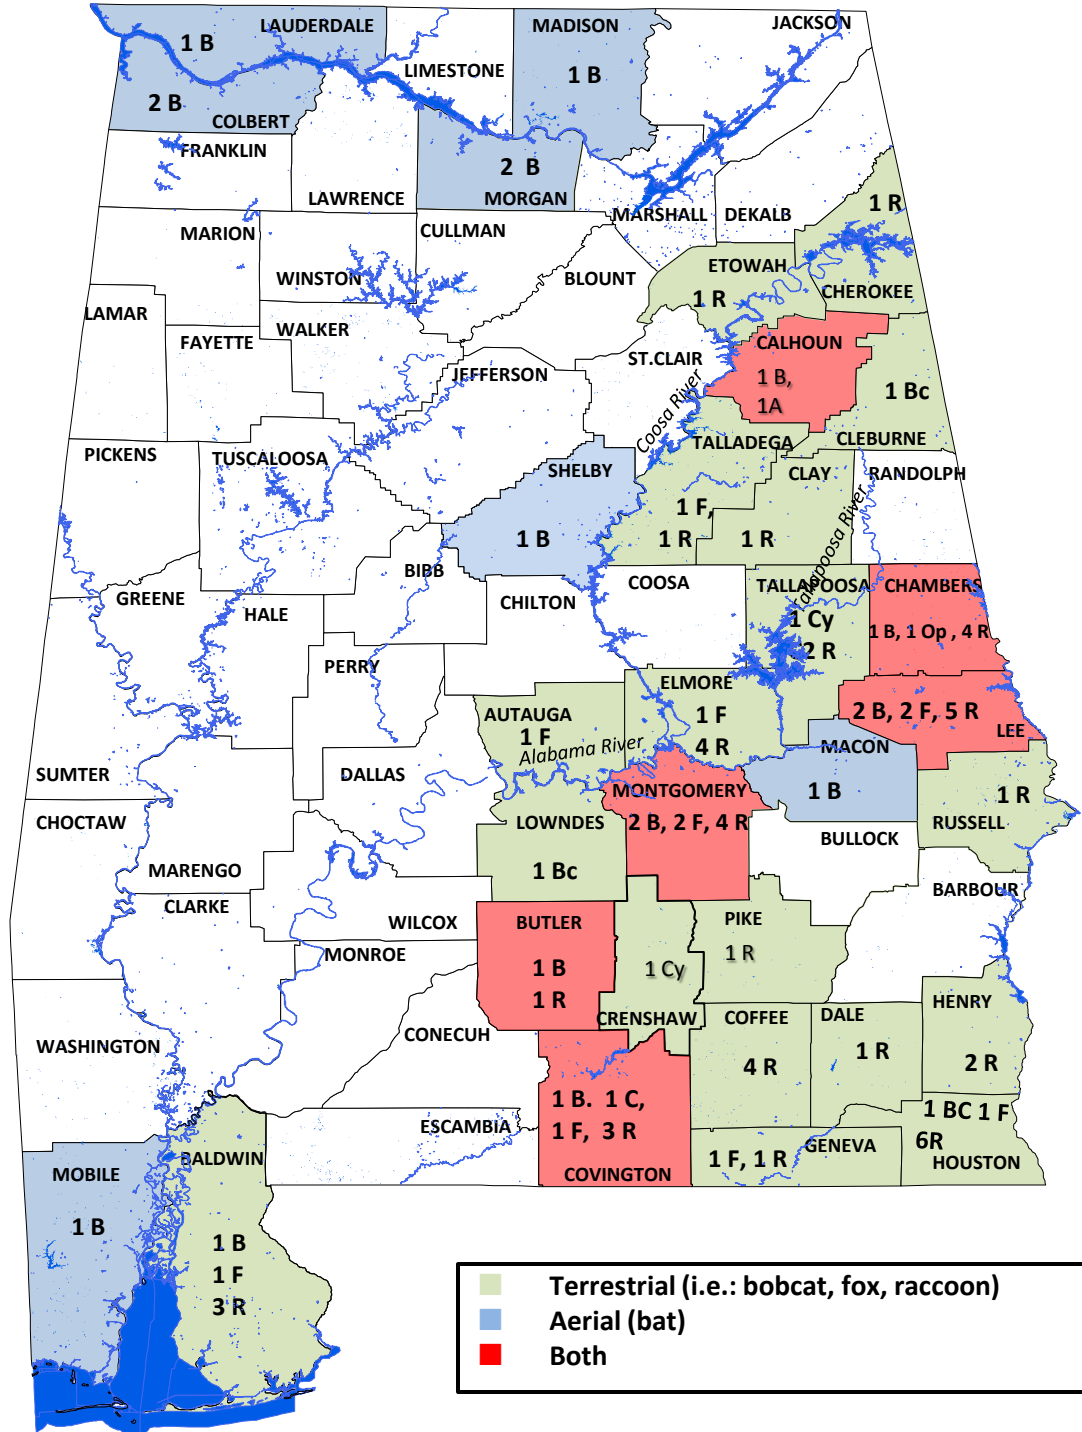 LAUDERDALE
MADISON
JACKSON
1 B
LIMESTONE
1 B
2 B
COLBERT
FRANKLIN
2 B
LAWRENCE
MORGAN
MARSHALL
DEKALB
1 R
MARION
CULLMAN
WINSTON
BLOUNT
ETOWAH
1 R
CHEROKEE
LAMAR
WALKER
FAYETTE
ST.CLAIR
CALHOUN
JEFFERSON
1 B,
1A
1 Bc
Coosa River
PICKENS
TUSCALOOSA
SHELBY
TALLADEGA
CLEBURNE
CLAY
RANDOLPH
1 F,
1 R
1 R
1 B
Tallapoosa River
BIBB
GREENE
HALE
CHILTON
COOSA
TALLAPOOSA
CHAMBERS
1 Cy
2 R
1 B, 1 Op , 4 R
PERRY
ELMORE
AUTAUGA
1 F
1 F
4 R
2 B, 2 F, 5 R
LEE
Alabama River
MACON
SUMTER
DALLAS
MONTGOMERY
1 B
1 R
CHOCTAW
LOWNDES
2 B, 2 F, 4 R
RUSSELL
BULLOCK
MARENGO
1 Bc
BARBOUR
CLARKE
WILCOX
BUTLER
PIKE
MONROE
1 B
1 R
1 Cy
1 R
CRENSHAW
COFFEE
DALE
HENRY
WASHINGTON
CONECUH
4 R
1 R
2 R
ESCAMBIA
1 B. 1 C,
1 F, 3 R
COVINGTON
1 BC 1 F
6R
HOUSTON
GENEVA
1 F, 1 R
MOBILE
BALDWIN
1 B
1 B
1 F
3 R
Terrestrial (i.e.: bobcat, fox, raccoon)
Aerial (bat)
Both